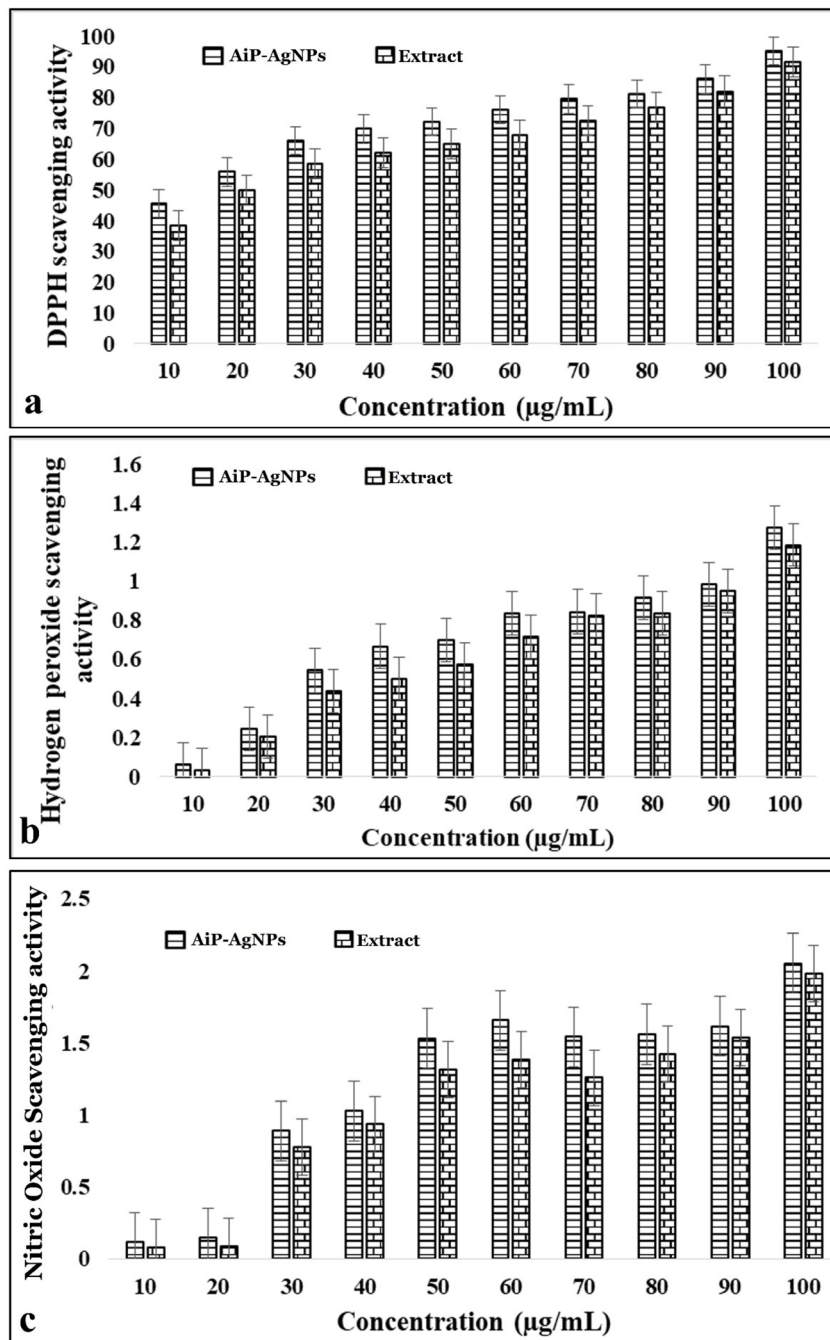 100
90
80
70
60
50
40
30
20
10
0
DPPH scavenging activity
AiP-AgNPs
Extract
10 20 30 40 50 60 70 80 90 100
Concentration (μg/mL)
a
1.6
1.4
1.2
1
0.8
0.6
0.4
0.2
0
Hydrogen peroxide scavenging
activity
AiP-AgNPs
Extract
10 20 30 40 50 60 70 80 90 100
Concentration (μg/mL)
b
2.5
2
1.5
1
0.5
0
Nitric Oxide Scavenging activity
AiP-AgNPs
Extract
10 20 30 40 50 60 70 80 90 100
Concentration (μg/mL)
c